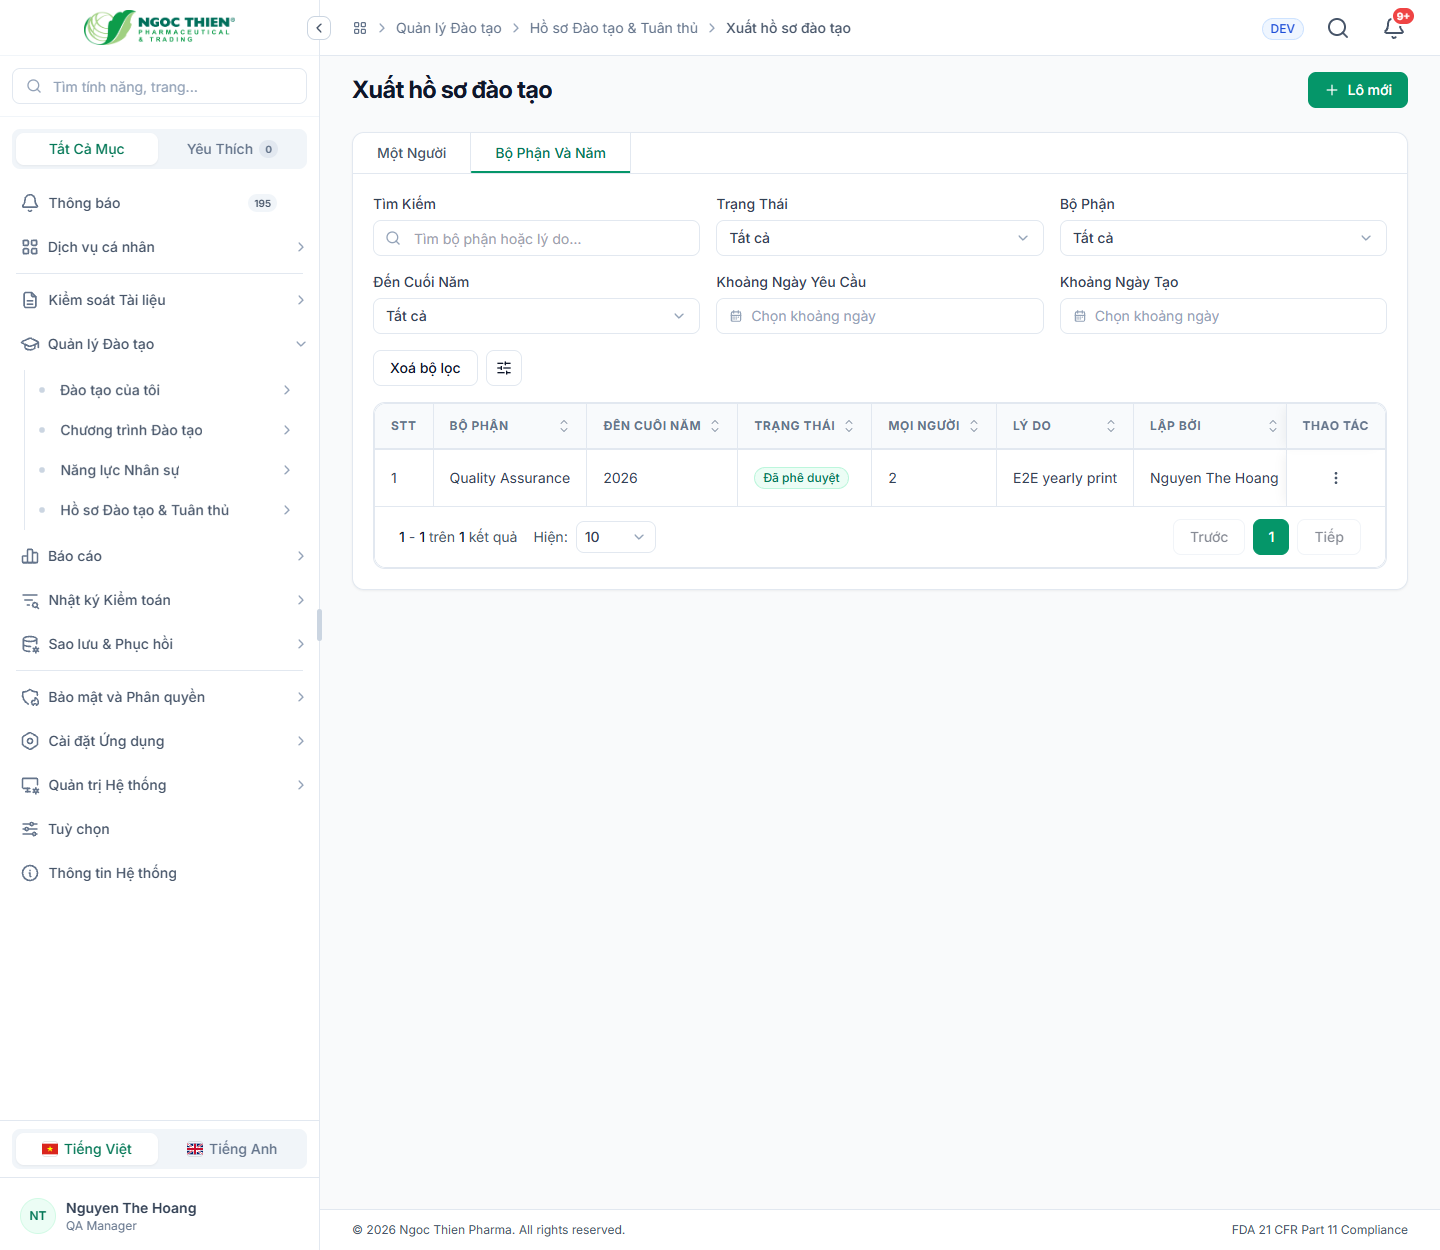 NGOC THIEN®
PHARMACEUTICAL
& TRADING
Tìm tính năng, trang...
Tất Cả Mục
Yêu Thích 0
Thông báo 195
Dịch vụ cá nhân
Kiểm soát Tài liệu
Quản lý Đào tạo
Đào tạo của tôi
Chương trình Đào tạo
Năng lực Nhân sự
Hồ sơ Đào tạo & Tuân thủ
Báo cáo
Nhật ký Kiểm toán
Sao lưu & Phục hồi
Bảo mật và Phân quyền
Cài đặt Ứng dụng
Quản trị Hệ thống
Tuỳ chọn
Thông tin Hệ thống
Tiếng Việt
Tiếng Anh
NT
Nguyen The Hoang
QA Manager
Quản lý Đào tạo
Hồ sơ Đào tạo & Tuân thủ
Xuất hồ sơ đào tạo
DEV
9+
Xuất hồ sơ đào tạo
Lô mới
Một Người
Bộ Phận Và Năm
Tìm Kiếm
Trạng Thái
Bộ Phận
Tìm bộ phận hoặc lý do...
Tất cả
Tất cả
Đến Cuối Năm
Khoảng Ngày Yêu Cầu
Khoảng Ngày Tạo
Tất cả
Chọn khoảng ngày
Chọn khoảng ngày
Xoá bộ lọc
STT
BỘ PHẬN
ĐẾN CUỐI NĂM
TRẠNG THÁI
MỌI NGƯỜI
LÝ DO
LẬP BỞI
THAO TÁC
1
Quality Assurance
2026
Đã phê duyệt
2
E2E yearly print
Nguyen The Hoang
1 - 1 trên 1 kết quả
Hiện:
10
Trước
1
Tiếp
© 2026 Ngoc Thien Pharma. All rights reserved.
FDA 21 CFR Part 11 Compliance